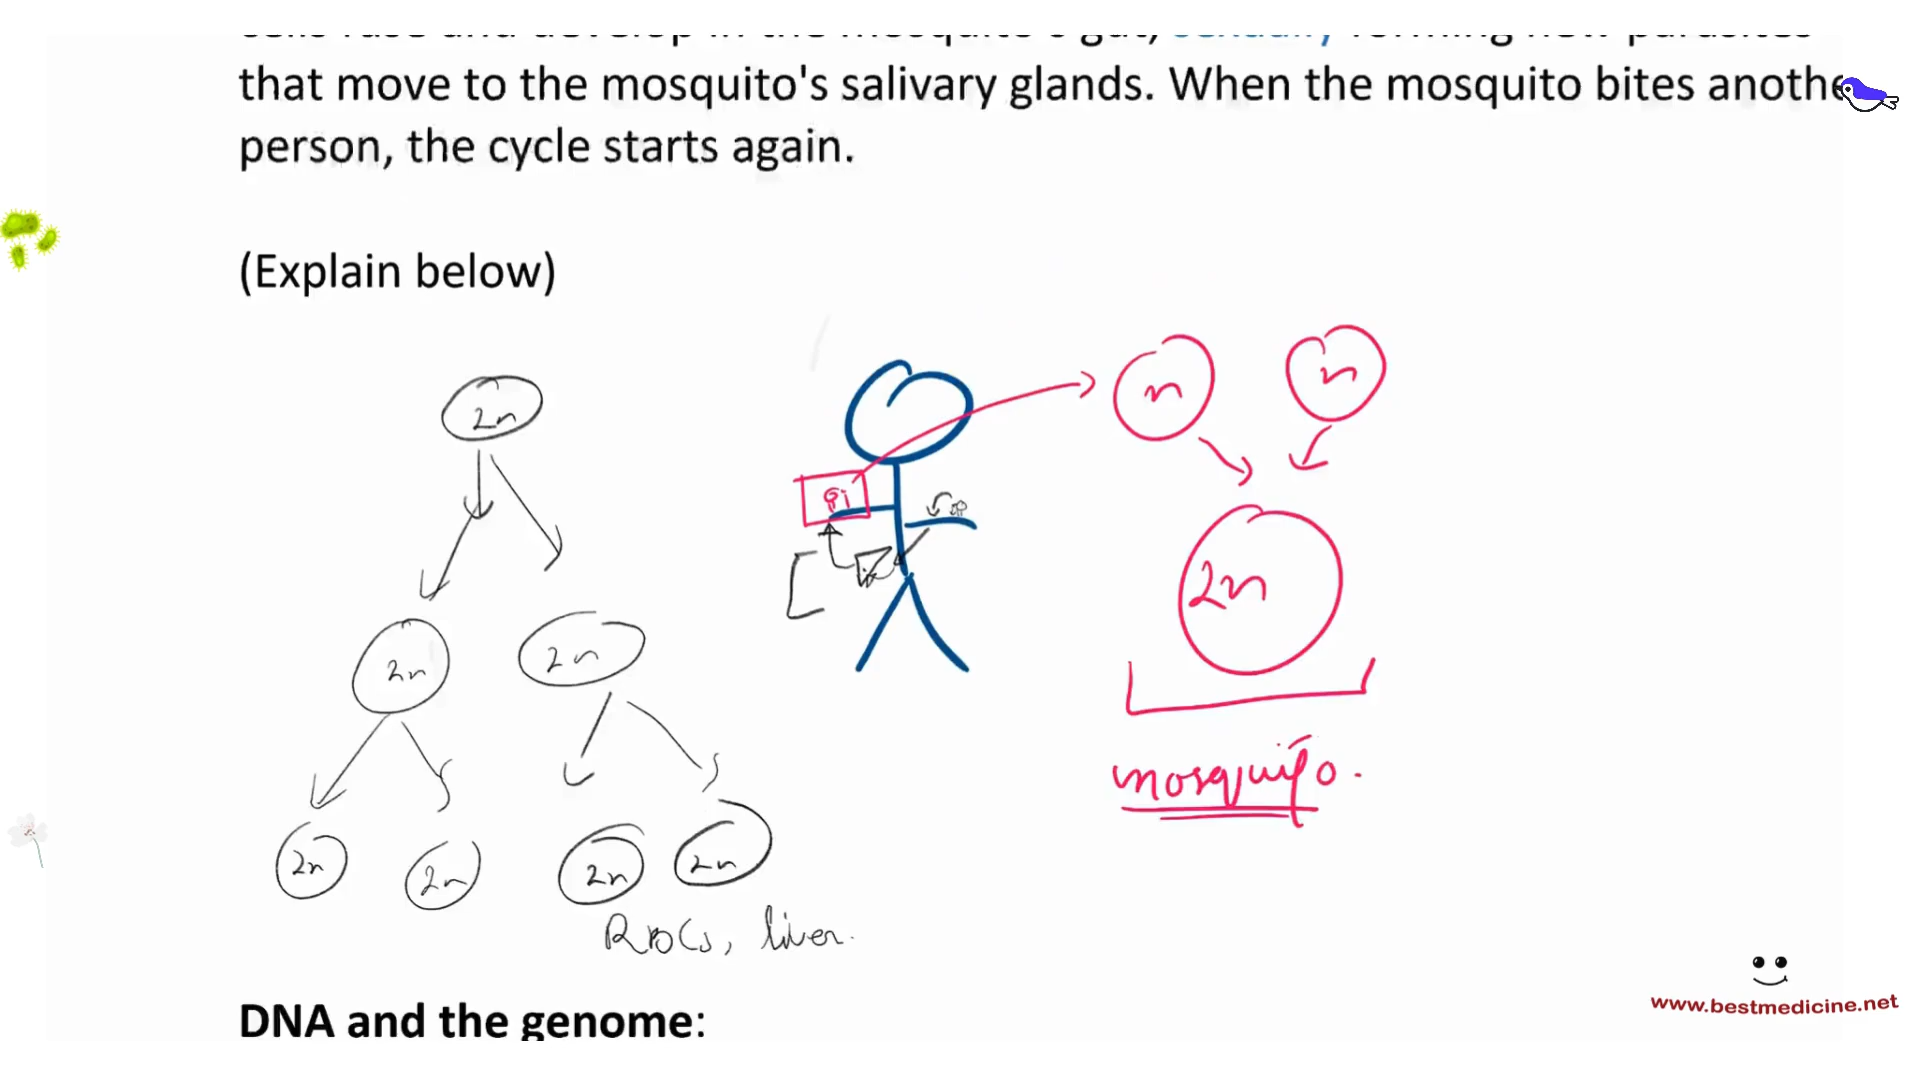 that move to the mosquito's salivary glands. When the mosquito bites anothe
person, the cycle starts again.
(Explain below)
n n
2n
2n
2n 2n
mosquito.
2n 2n 2n 2n
RBCs, liver.
DNA and the genome:
www.bestmedicine.net